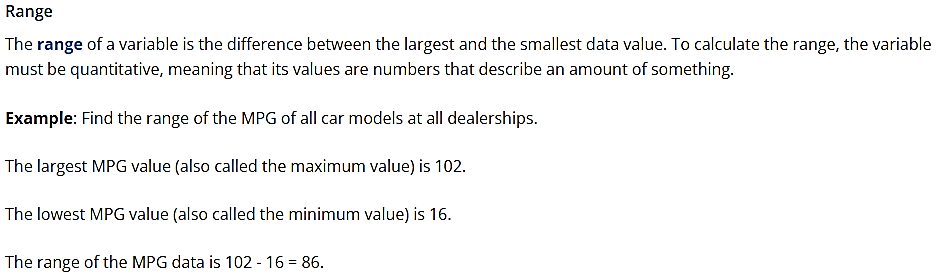 Range
The range of a variable is the difference between the largest and the smallest data value. To calculate the range, the variable
must be quantitative, meaning that its values are numbers that describe an amount of something.
Example: Find the range of the MPG of all car models at all dealerships.
The largest MPG value (also called the maximum value) is 102.
The lowest MPG value (also called the minimum value) is 16.
The range of the MPG data is 102 - 16 = 86.